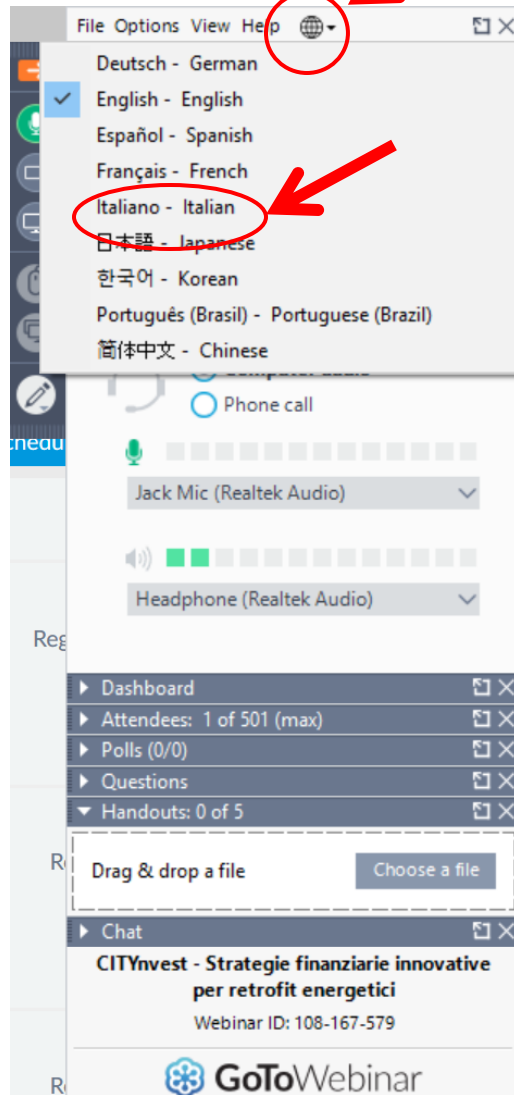 File Options View Help
Deutsch - German
English - English
Español - Spanish
Français - French
Italiano - Italian
日本語 - Japanese
한국어 - Korean
Português (Brasil) - Portuguese (Brazil)
简体中文 - Chinese
Computer audio
Phone call
Jack Mic (Realtek Audio)
Headphone (Realtek Audio)
Reg
Dashboard
Attendees: 1 of 501 (max)
Polls (0/0)
Questions
Handouts: 0 of 5
Drag & drop a file
Choose a file
Chat
CITYnvest - Strategie finanziarie innovative
per retrofit energetici
Webinar ID: 108-167-579
GoToWebinar